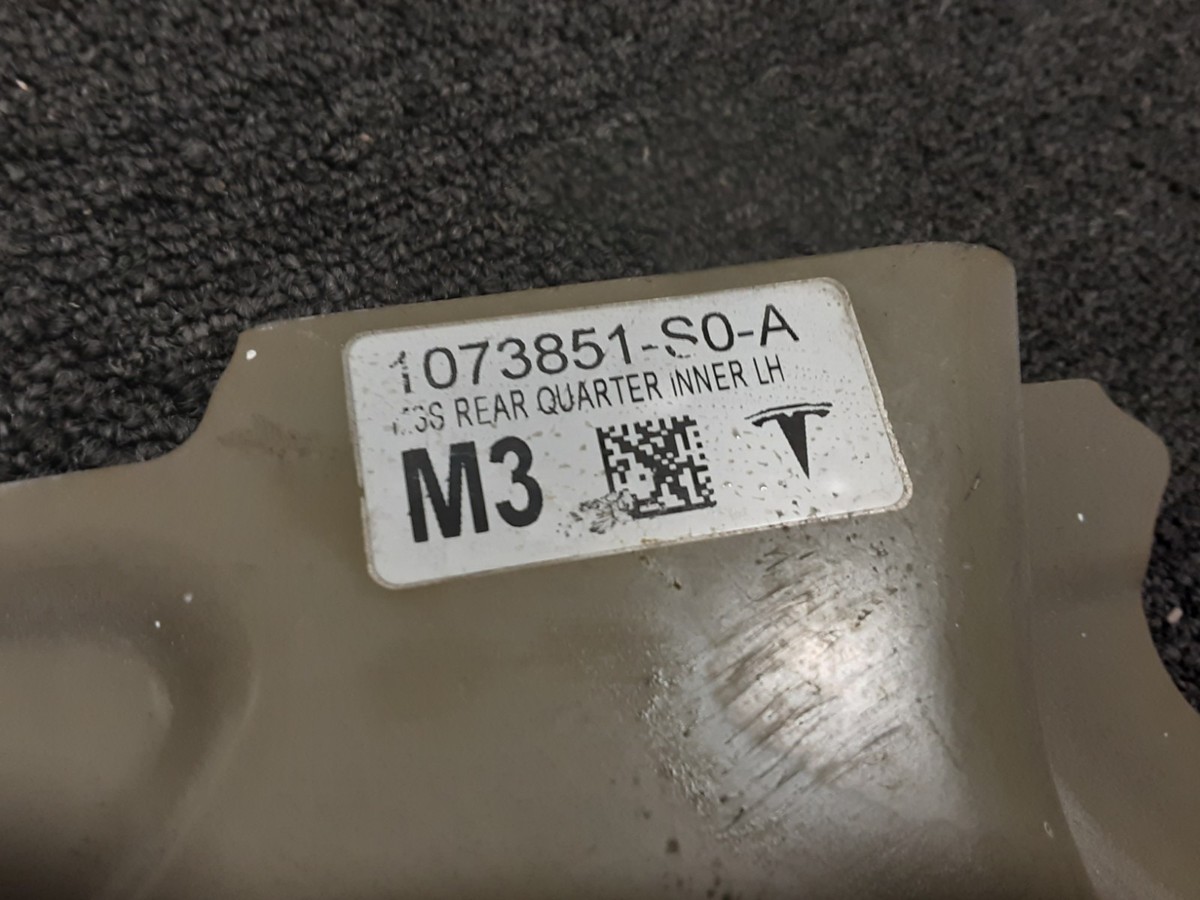 1073851-S0-A
REAR QUARTER INNER LH
M3